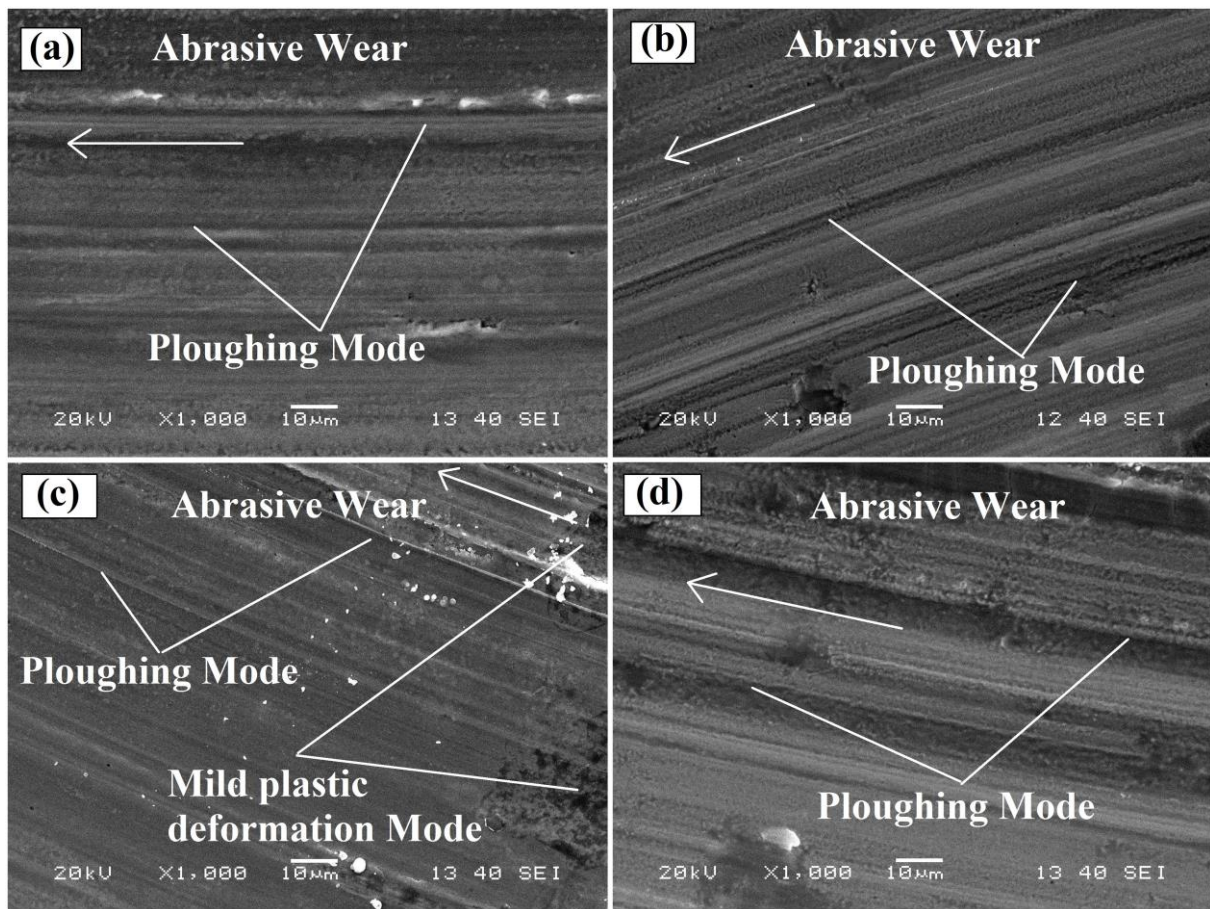 (a)
Abrasive Wear
Ploughing Mode
20kV X1,000 10μm 13 40 SEI
(b)
Abrasive Wear
Ploughing Mode
20kV X1,000 10μm 12 40 SEI
(c)
Abrasive Wear
Ploughing Mode
Mild plastic
deformation Mode
20kV X1,000 10μm 13 40 SEI
(d)
Abrasive Wear
Ploughing Mode
20kV X1,000 10μm 13 40 SEI